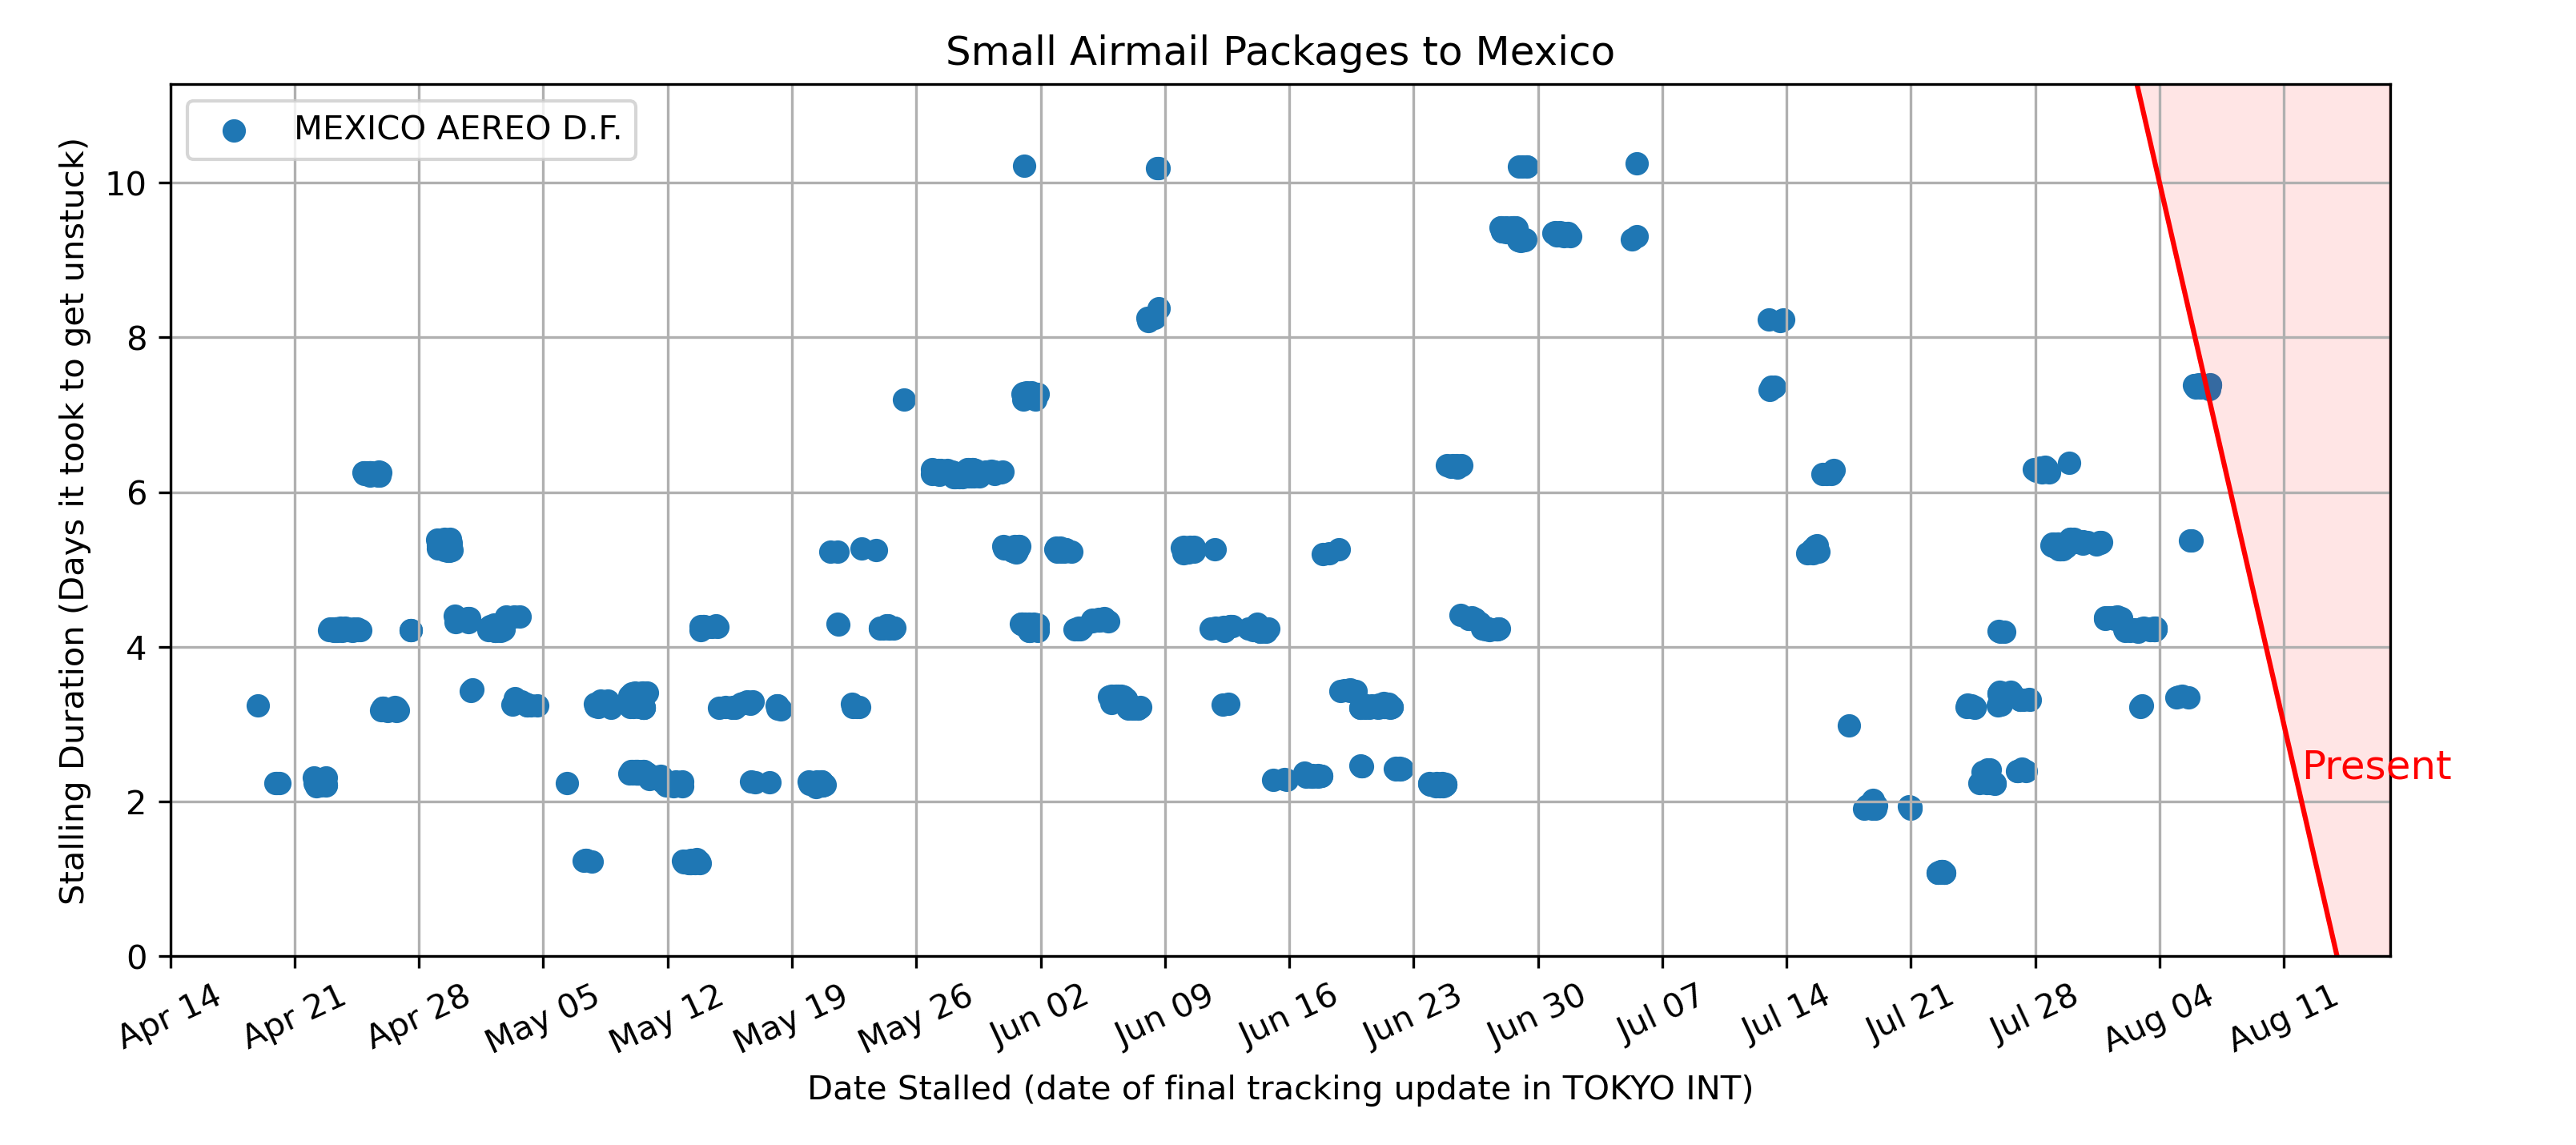 Small Airmail Packages to Mexico
MEXICO AEREO D.F.
Stalling Duration (Days it took to get unstuck)
10
8
6
4
2
0
Present
Apr 14
Apr 21
Apr 28
May 05
May 12
May 19
May 26
Jun 02
Jun 09
Jun 16
Jun 23
Jun 30
Jul 07
Jul 14
Jul 21
Jul 28
Aug 04
Aug 11
Date Stalled (date of final tracking update in TOKYO INT)